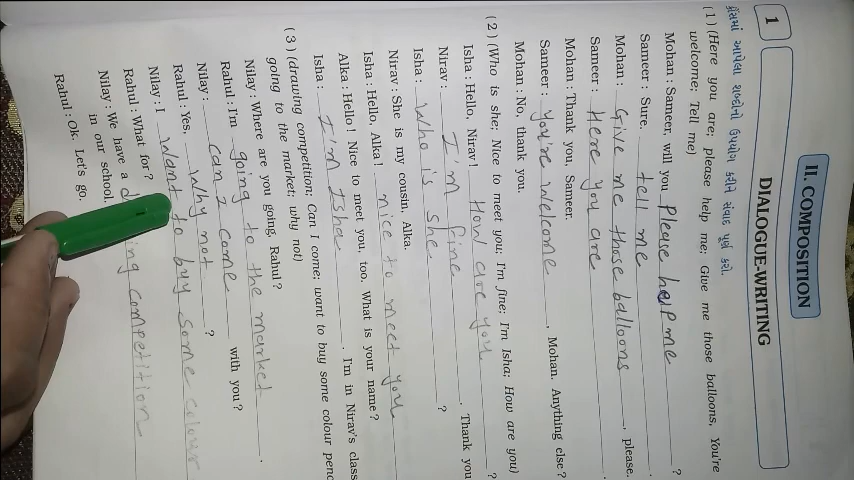 II. COMPOSITION
1
DIALOGUE-WRITING
કૌંસમાં આપેલા શબ્દોનો ઉપયોગ કરીને સંવાદ પૂર્ણ કરો.
(1) (Here you are; please help me; Give me those balloons, You're
welcome; Tell me)
Mohan : Sameer, will you please help me ?
Sameer : Sure. tell me .
Mohan : Give me those balloons, please.
Sameer : Here you are .
Mohan : Thank you, Sameer.
Sameer : you're welcome, Mohan. Anything else?
Mohan : No, thank you.
(2) (Who is she; Nice to meet you; I'm fine; I'm Isha; How are you)
Isha : Hello, Nirav! How are you ?
Nirav : I'm fine . Thank you
Isha : Who is she ?
Nirav : She is my cousin, Alka.
Isha : Hello, Alka! nice to meet you
Alka : Hello! Nice to meet you, too. What is your name?
Isha : I'm Isha . I'm in Nirav's class
(3) (drawing competition; Can I come; want to buy some colour penc
going to the market; why not)
Nilay : Where are you going, Rahul?
Rahul : I'm going to the market .
Nilay : can I come with you?
Rahul : Yes, why not ?
Nilay : I want to buy some colour
Rahul : What for?
Nilay : We have a d ing competition
in our school.
Rahul : Ok. Let's go.